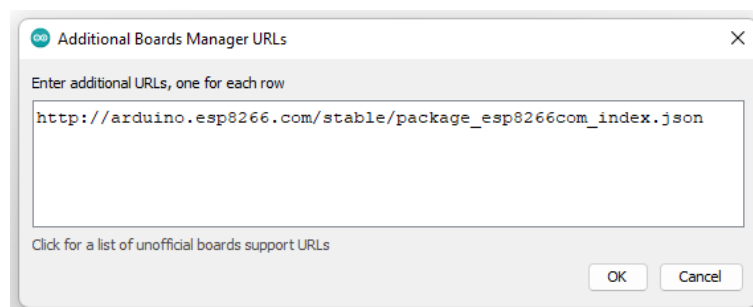 Additional Boards Manager URLs
Enter additional URLs, one for each row
http://arduino.esp8266.com/stable/package_esp8266com_index.json
Click for a list of unofficial boards support URLs
OK Cancel